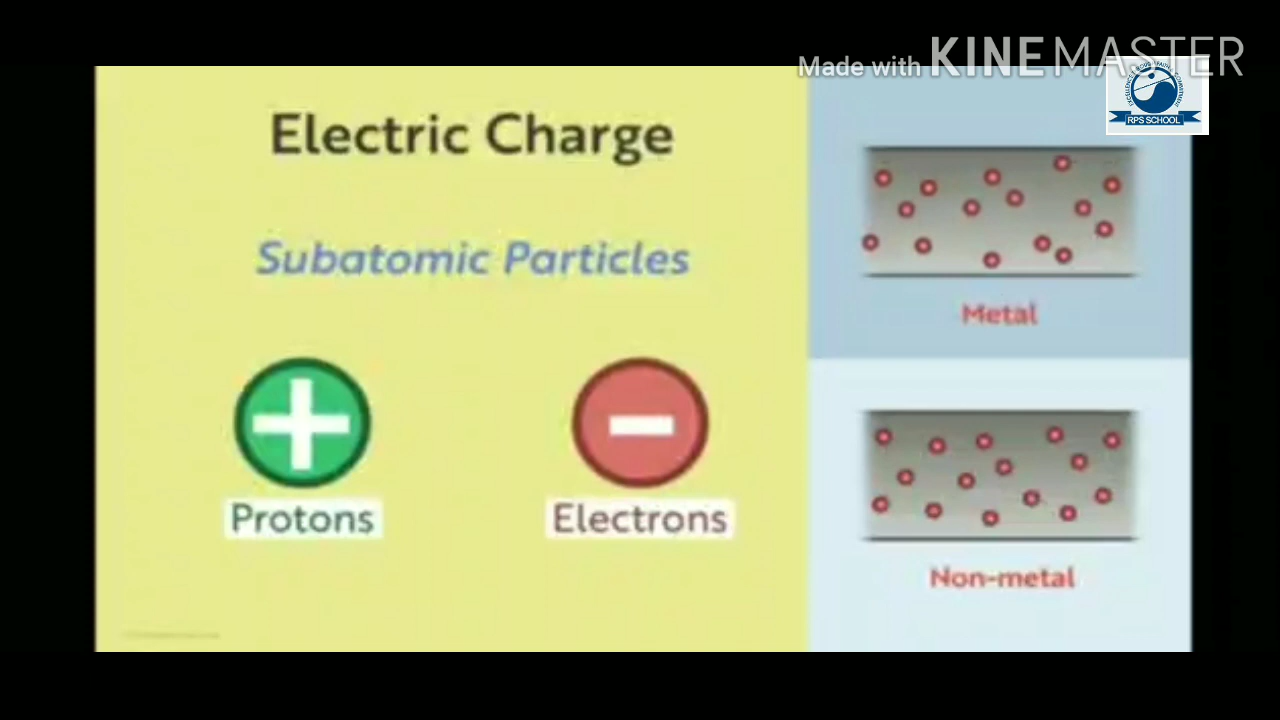 Made with KINEMASTER
RPS SCHOOL
Electric Charge
Subatomic Particles
Protons
Electrons
Metal
Non-metal